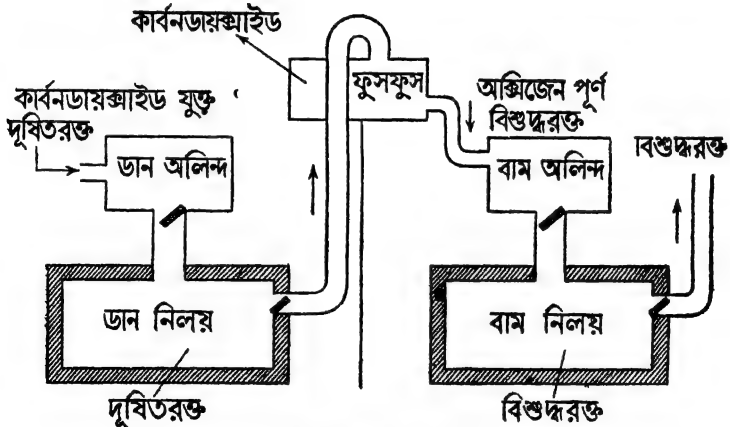 কার্বনডায়ক্সাইড
ফুসফুস
কার্বনডায়ক্সাইড যুক্ত
দূষিতরক্ত
ডান অলিন্দ
অক্সিজেন পূর্ণ
বিশুদ্ধরক্ত
বাম অলিন্দ
বিশুদ্ধরক্ত
ডান নিলয়
বাম নিলয়
দূষিতরক্ত
বিশুদ্ধরক্ত